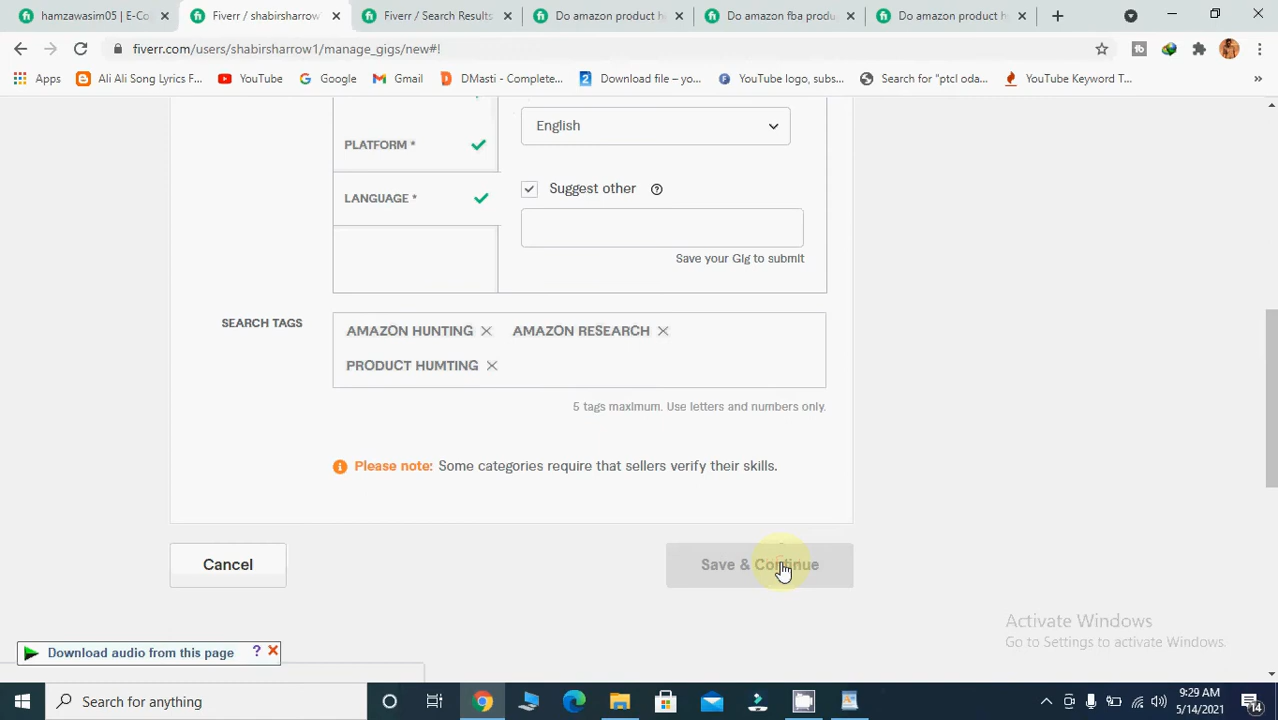 hamzawasim05 | E-Co
Fiverr / shabirsharrow
Fiverr / Search Results
Do amazon product h
Do amazon fba produ
Do amazon product h
fiverr.com/users/shabirsharrow1/manage_gigs/new#!
Apps
Ali Ali Song Lyrics F...
YouTube
Google
Gmail
DMasti - Complete...
Download file – yo...
YouTube logo, subs...
Search for "ptcl oda...
YouTube Keyword T...
»
English
PLATFORM *
Suggest other
LANGUAGE *
Save your Gig to submit
SEARCH TAGS
AMAZON HUNTING
AMAZON RESEARCH
PRODUCT HUMTING
5 tags maximum. Use letters and numbers only.
Please note: Some categories require that sellers verify their skills.
Cancel
Save & Continue
Activate Windows
Go to Settings to activate Windows.
Download audio from this page ?
Search for anything
9:29 AM
5/14/2021
14